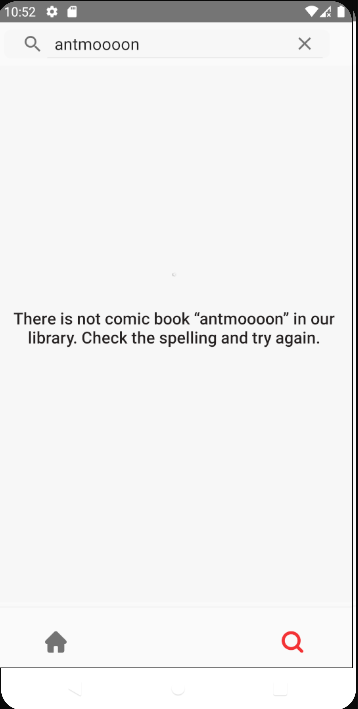 10:52
antmoooon
There is not comic book “antmoooon” in our
library. Check the spelling and try again.